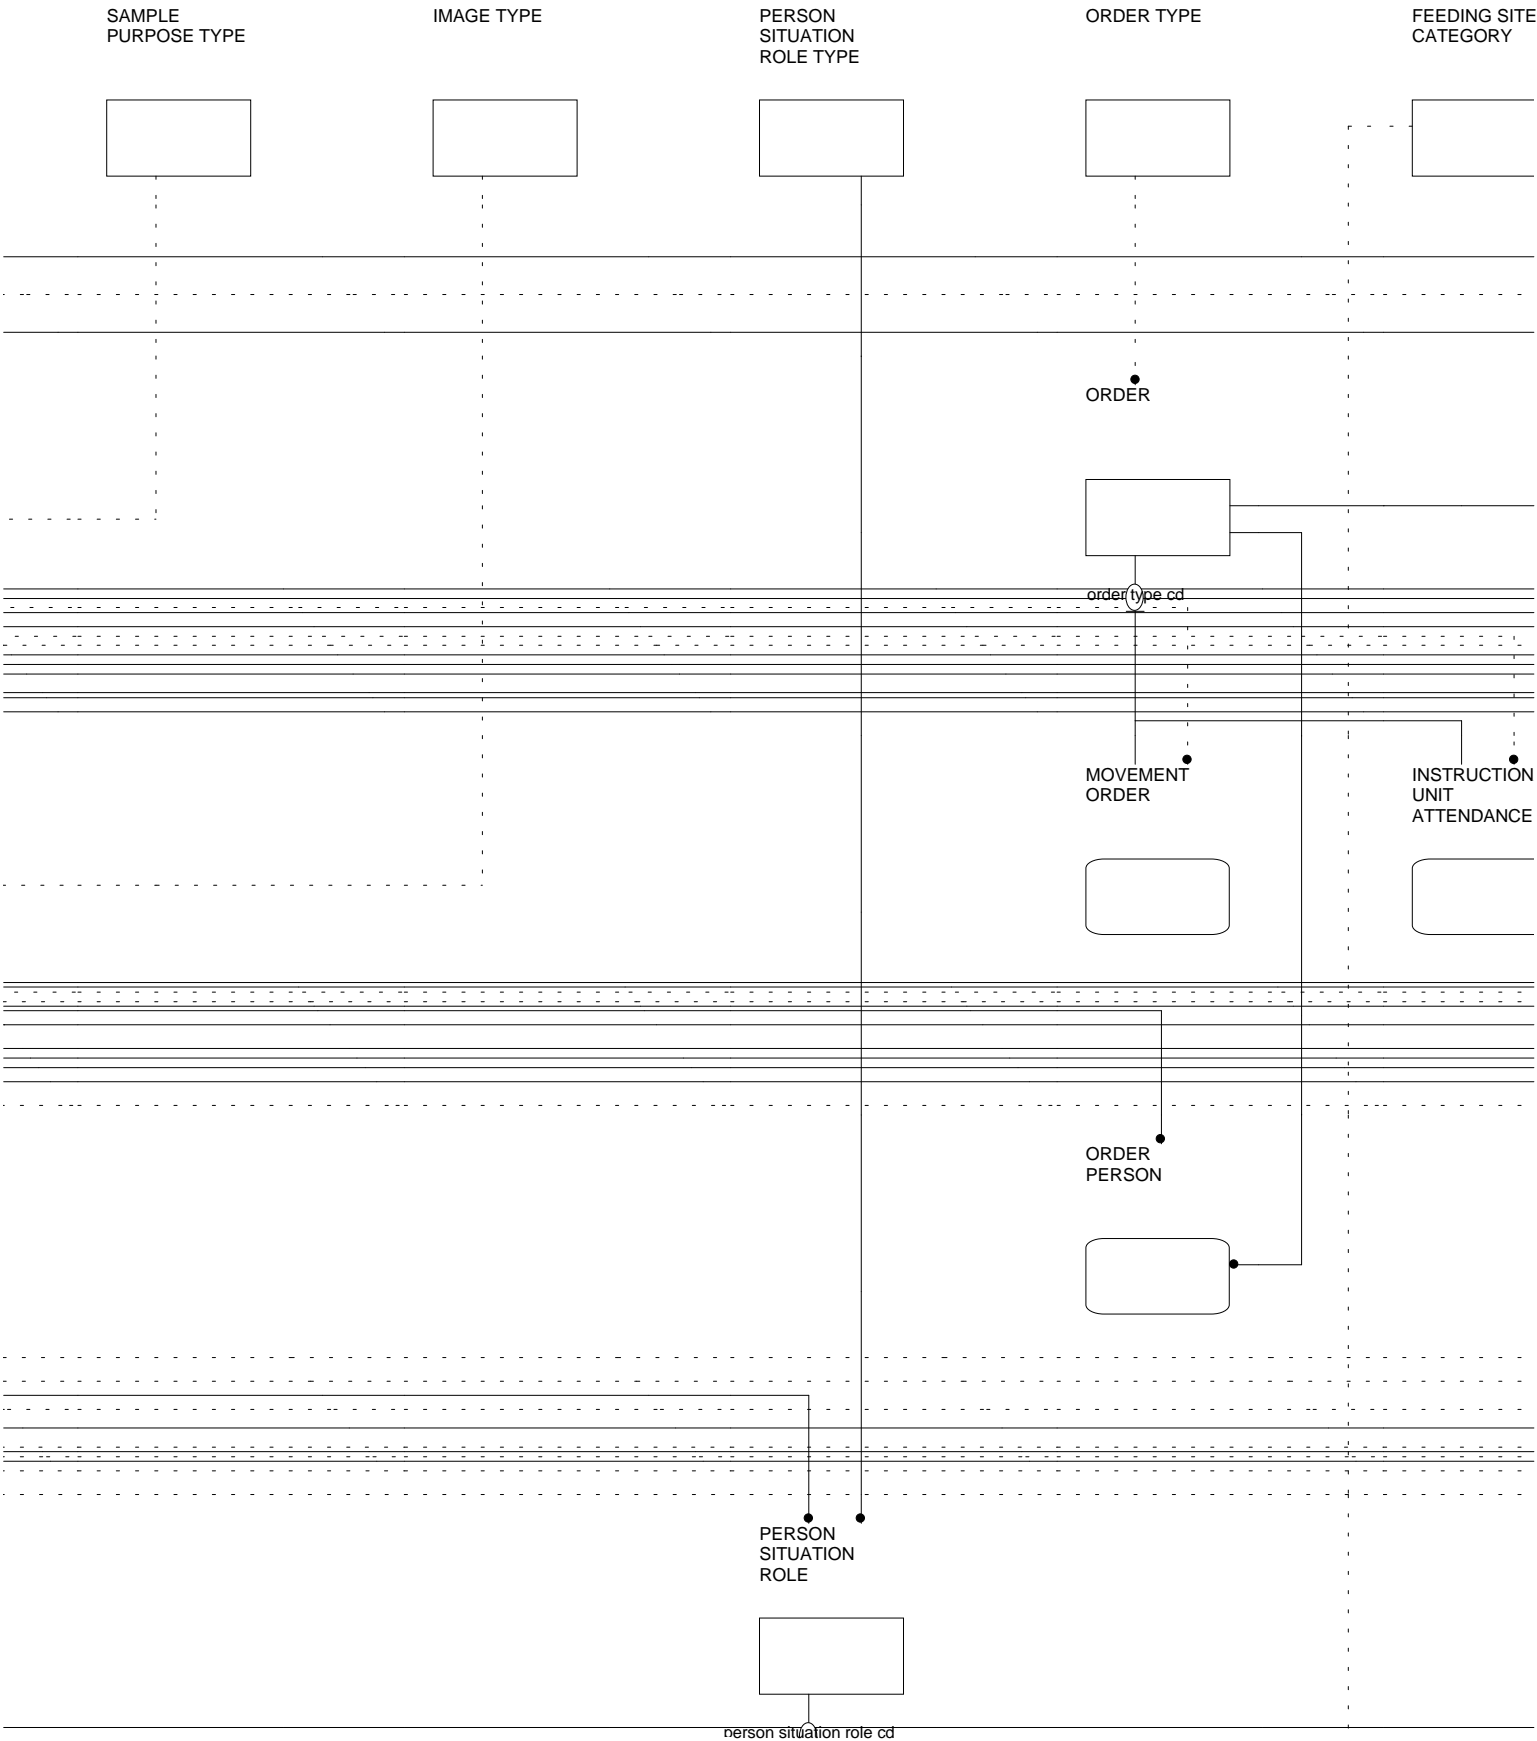 SAMPLE
PURPOSE TYPE
IMAGE TYPE
PERSON
SITUATION
ROLE TYPE
ORDER TYPE
FEEDING SITE
CATEGORY
ORDER
order type cd
MOVEMENT
ORDER
INSTRUCTION
UNIT
ATTENDANCE
ORDER
PERSON
PERSON
SITUATION
ROLE
person situation role cd